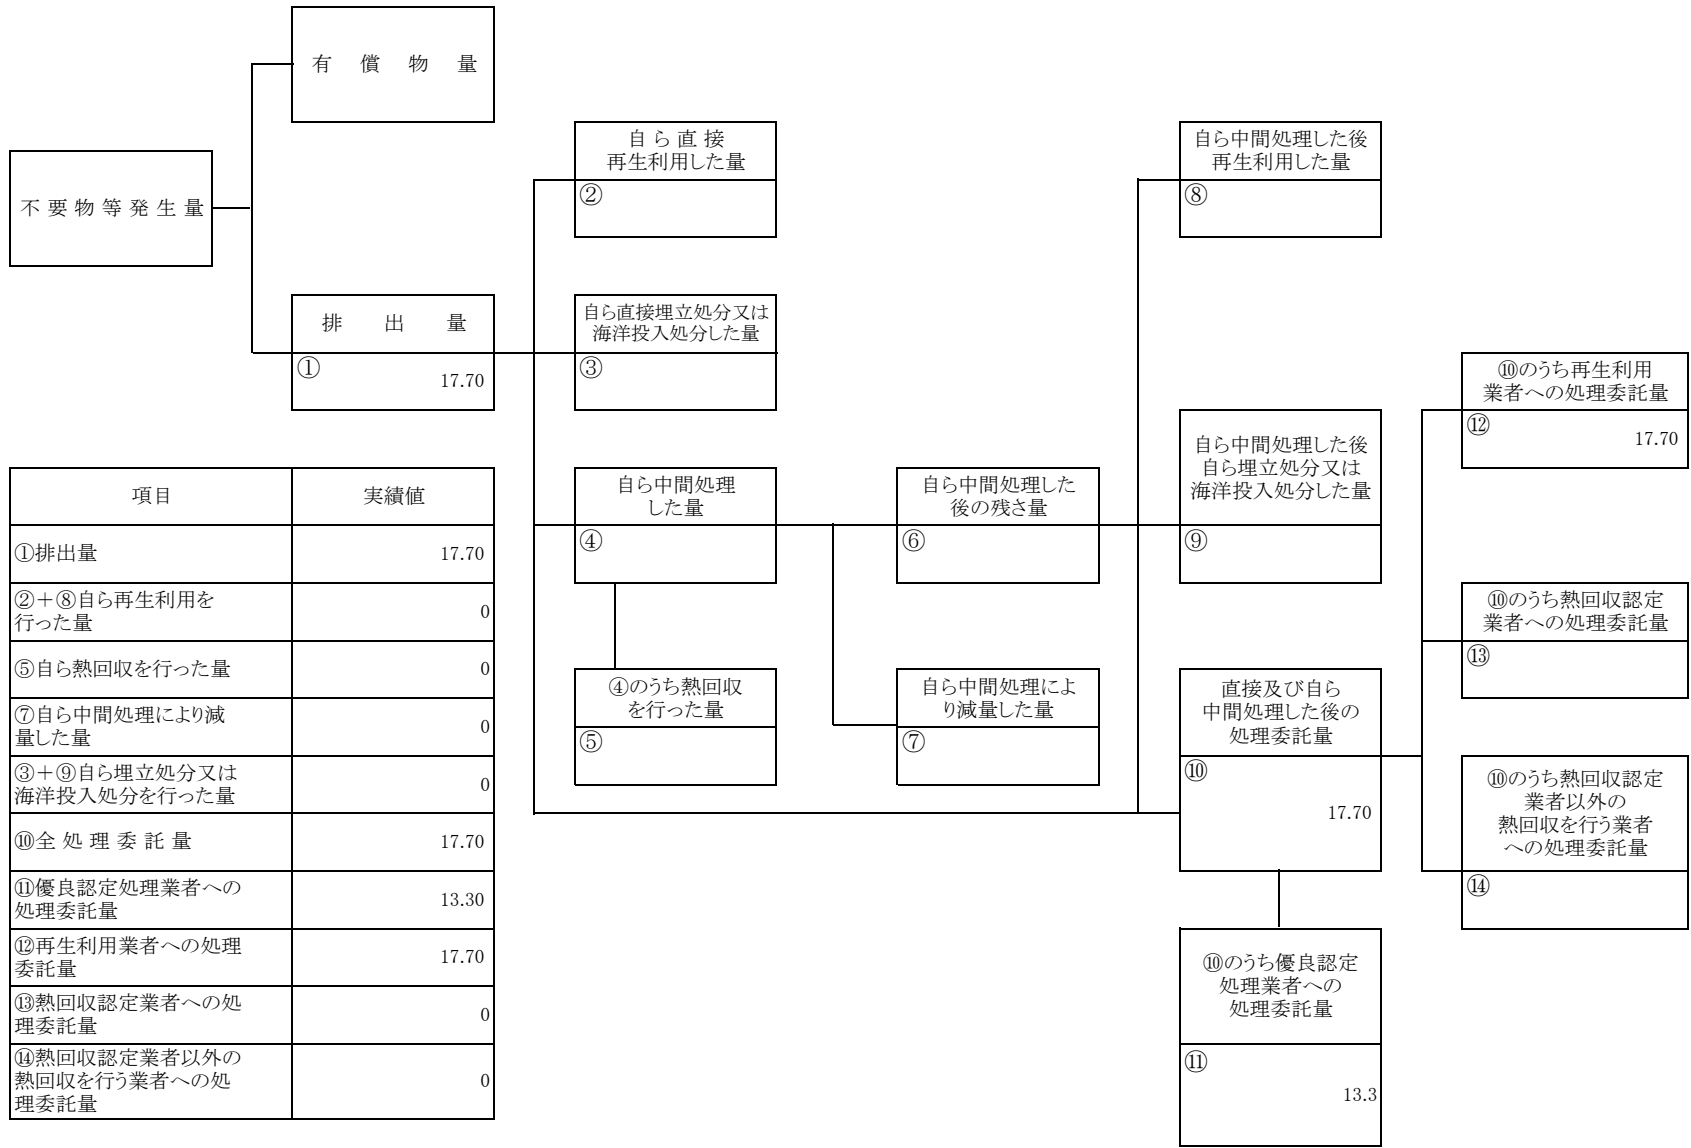 有償物量
不要物等発生量
排出量
①
17.70
自ら直接
再生利用した量
②
自ら直接埋立処分又は
海洋投入処分した量
③
自ら中間処理
した量
④
④のうち熱回収
を行った量
⑤
自ら中間処理した
後の残さ量
⑥
自ら中間処理によ
り減量した量
⑦
自ら中間処理した後
再生利用した量
⑧
自ら中間処理した後
自ら埋立処分又は
海洋投入処分した量
⑨
直接及び自ら
中間処理した後の
処理委託量
⑩
17.70
⑩のうち優良認定
処理業者への
処理委託量
⑪
13.3
⑩のうち再生利用
業者への処理委託量
⑫
17.70
⑩のうち熱回収認定
業者への処理委託量
⑬
⑩のうち熱回収認定
業者以外の
熱回収を行う業者
への処理委託量
⑭
項目 実績値
①排出量 17.70
②＋⑧自ら再生利用を
行った量 0
⑤自ら熱回収を行った量 0
⑦自ら中間処理により減
量した量 0
③＋⑨自ら埋立処分又は
海洋投入処分を行った量 0
⑩全処理委託量 17.70
⑪優良認定処理業者への
処理委託量 13.30
⑫再生利用業者への処理
委託量 17.70
⑬熱回収認定業者への処
理委託量 0
⑭熱回収認定業者以外の
熱回収を行う業者への処
理委託量 0